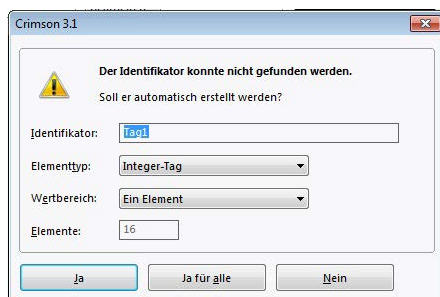 Crimson 3.1
Der Identifikator konnte nicht gefunden werden.
Soll er automatisch erstellt werden?
Identifikator: Tag1
Elementtyp: Integer-Tag
Wertbereich: Ein Element
Elemente: 16
Ja Ja für alle Nein